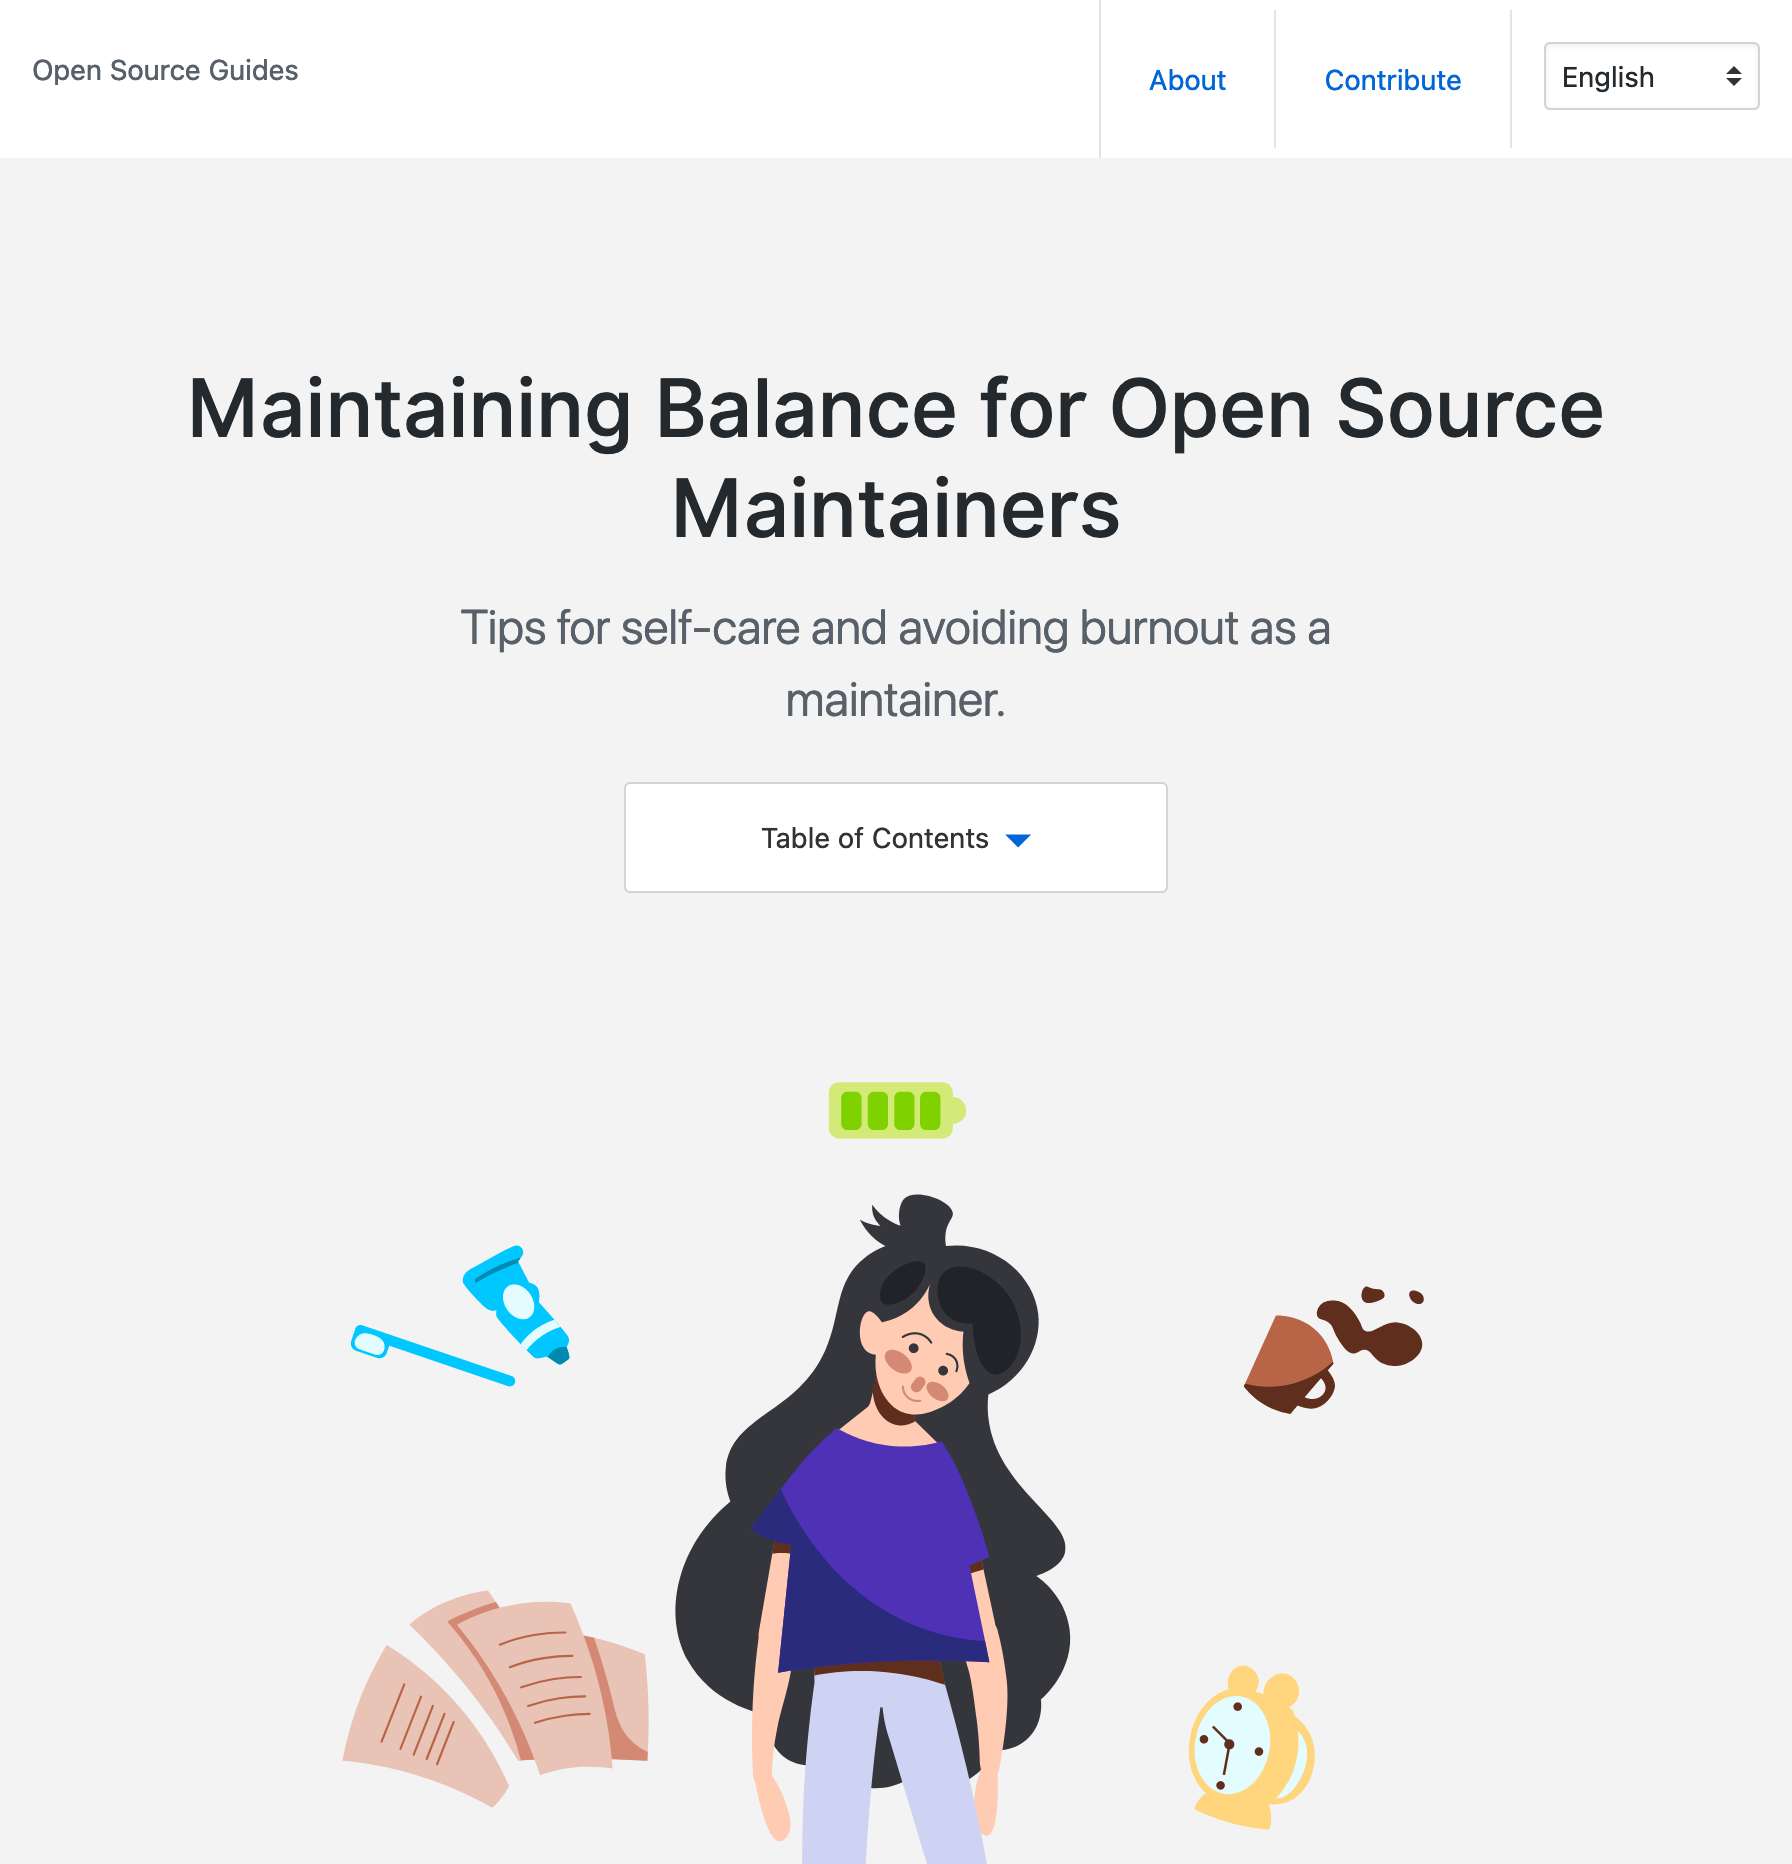 Open Source Guides
About
Contribute
English
Maintaining Balance for Open Source
Maintainers
Tips for self-care and avoiding burnout as a
maintainer.
Table of Contents